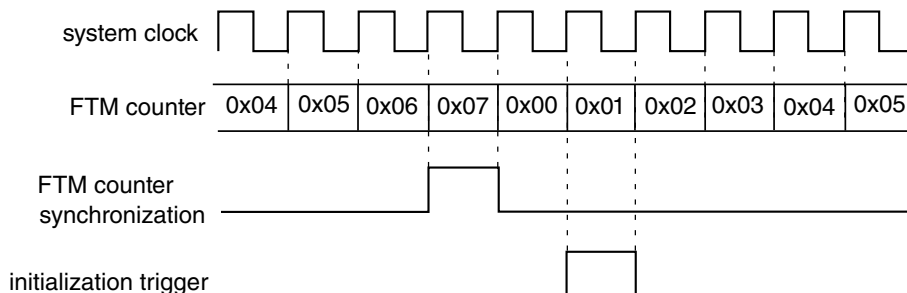 system clock
FTM counter 0x04 0x05 0x06 0x07 0x00 0x01 0x02 0x03 0x04 0x05
FTM counter
synchronization
initialization trigger